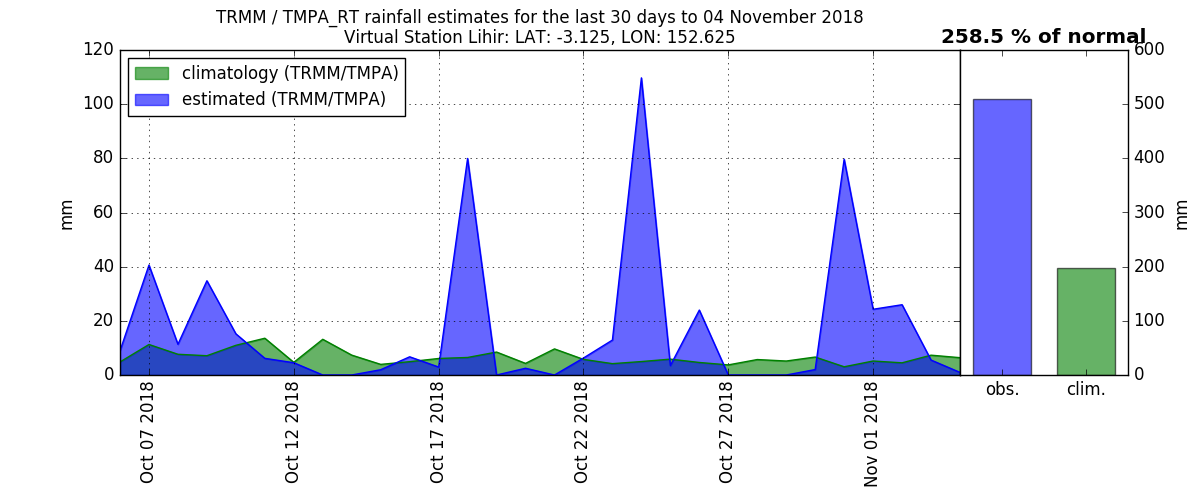 TRMM / TMPA_RT rainfall estimates for the last 30 days to 04 November 2018
Virtual Station Lihir: LAT: -3.125, LON: 152.625
258.5 % of normal
climatology (TRMM/TMPA)
estimated (TRMM/TMPA)
mm
120
100
80
60
40
20
0
Oct 07 2018
Oct 12 2018
Oct 17 2018
Oct 22 2018
Oct 27 2018
Nov 01 2018
600
500
400
300
200
100
0
mm
obs.
clim.